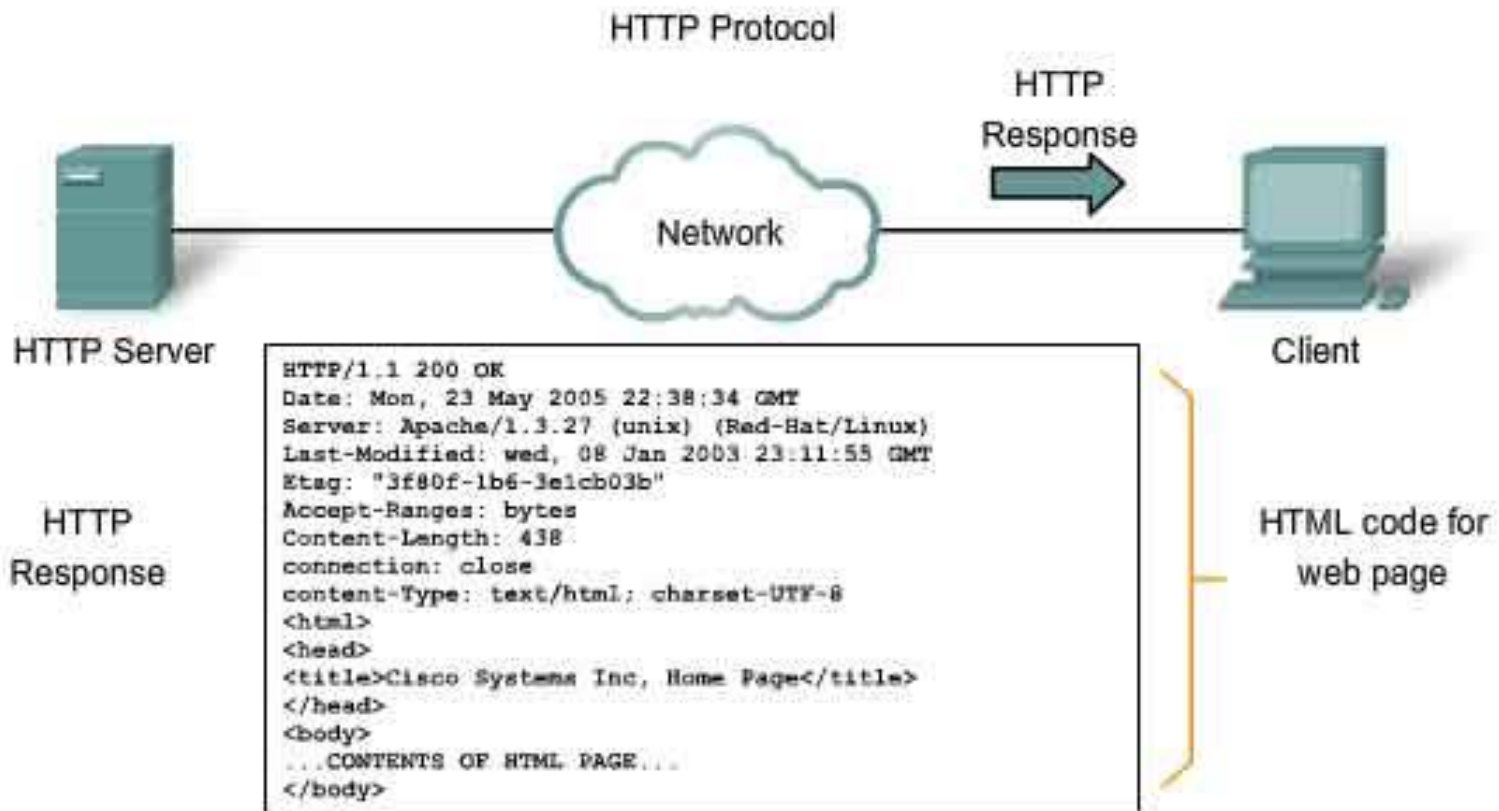 HTTP Protocol
HTTP
Response
Network
HTTP Server
Client
HTTP/1.1 200 OK
Date: Mon, 23 May 2005 22:38:34 GMT
Server: Apache/1.3.27 (unix) (Red-Hat/Linux)
Last-Modified: wed, 08 Jan 2003 23:11:55 GMT
Etag: "3f80f-1b6-3e1cb03b"
Accept-Ranges: bytes
Content-Length: 438
connection: close
content-Type: text/html; charset-UTF-8
<html>
<head>
<title>Cisco Systems Inc, Home Page</title>
</head>
<body>
...CONTENTS OF HTML PAGE...
</body>
HTTP
Response
HTML code for
web page